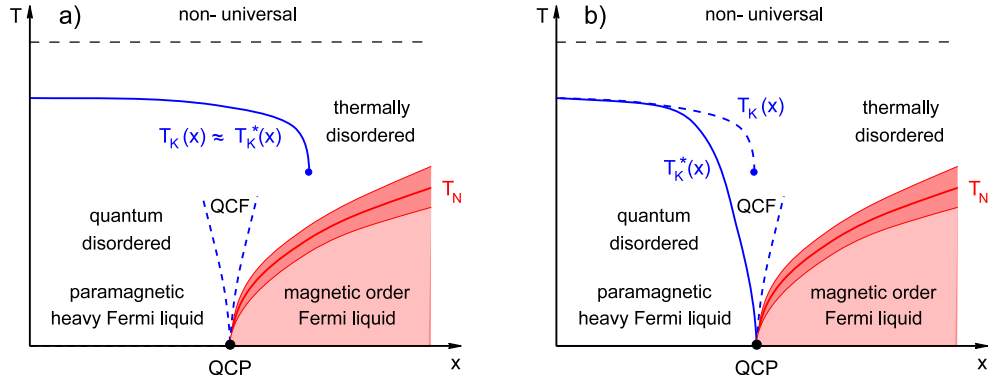 T
a)
non- universal
thermally
disordered
T_K(x) ≈ T_K^*(x)
QCF
T_N
quantum
disordered
paramagnetic
heavy Fermi liquid
magnetic order
Fermi liquid
QCP
x
T
b)
non- universal
T_K(x)
thermally
disordered
T_K^*(x)
QCF
T_N
quantum
disordered
paramagnetic
heavy Fermi liquid
magnetic order
Fermi liquid
QCP
x